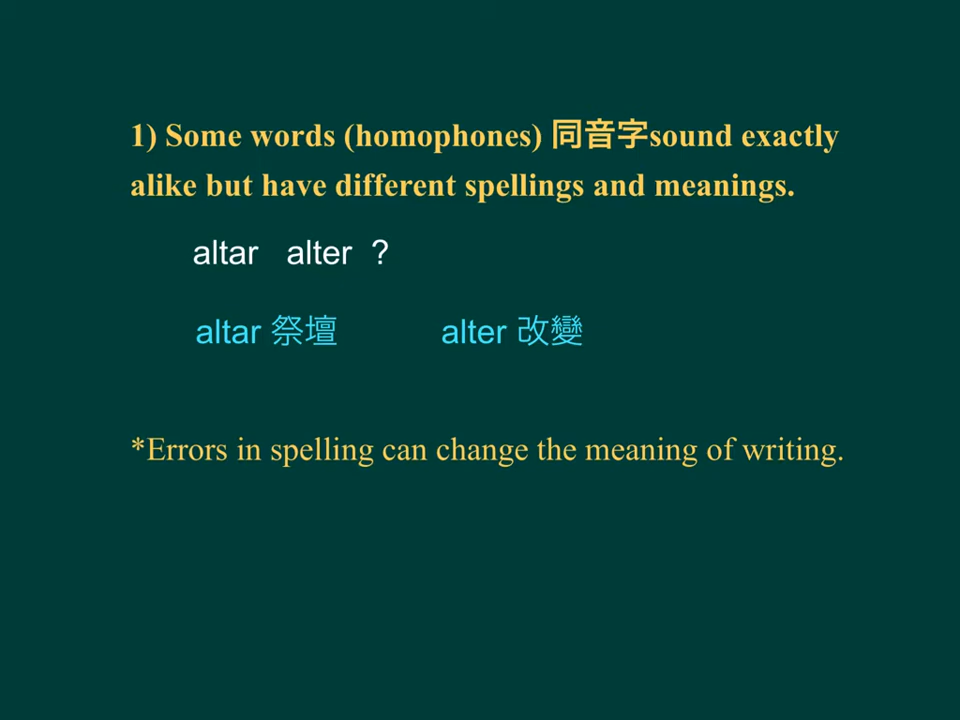 1) Some words (homophones) 同音字sound exactly
alike but have different spellings and meanings.
altar alter ?
altar 祭壇 alter 改變
*Errors in spelling can change the meaning of writing.